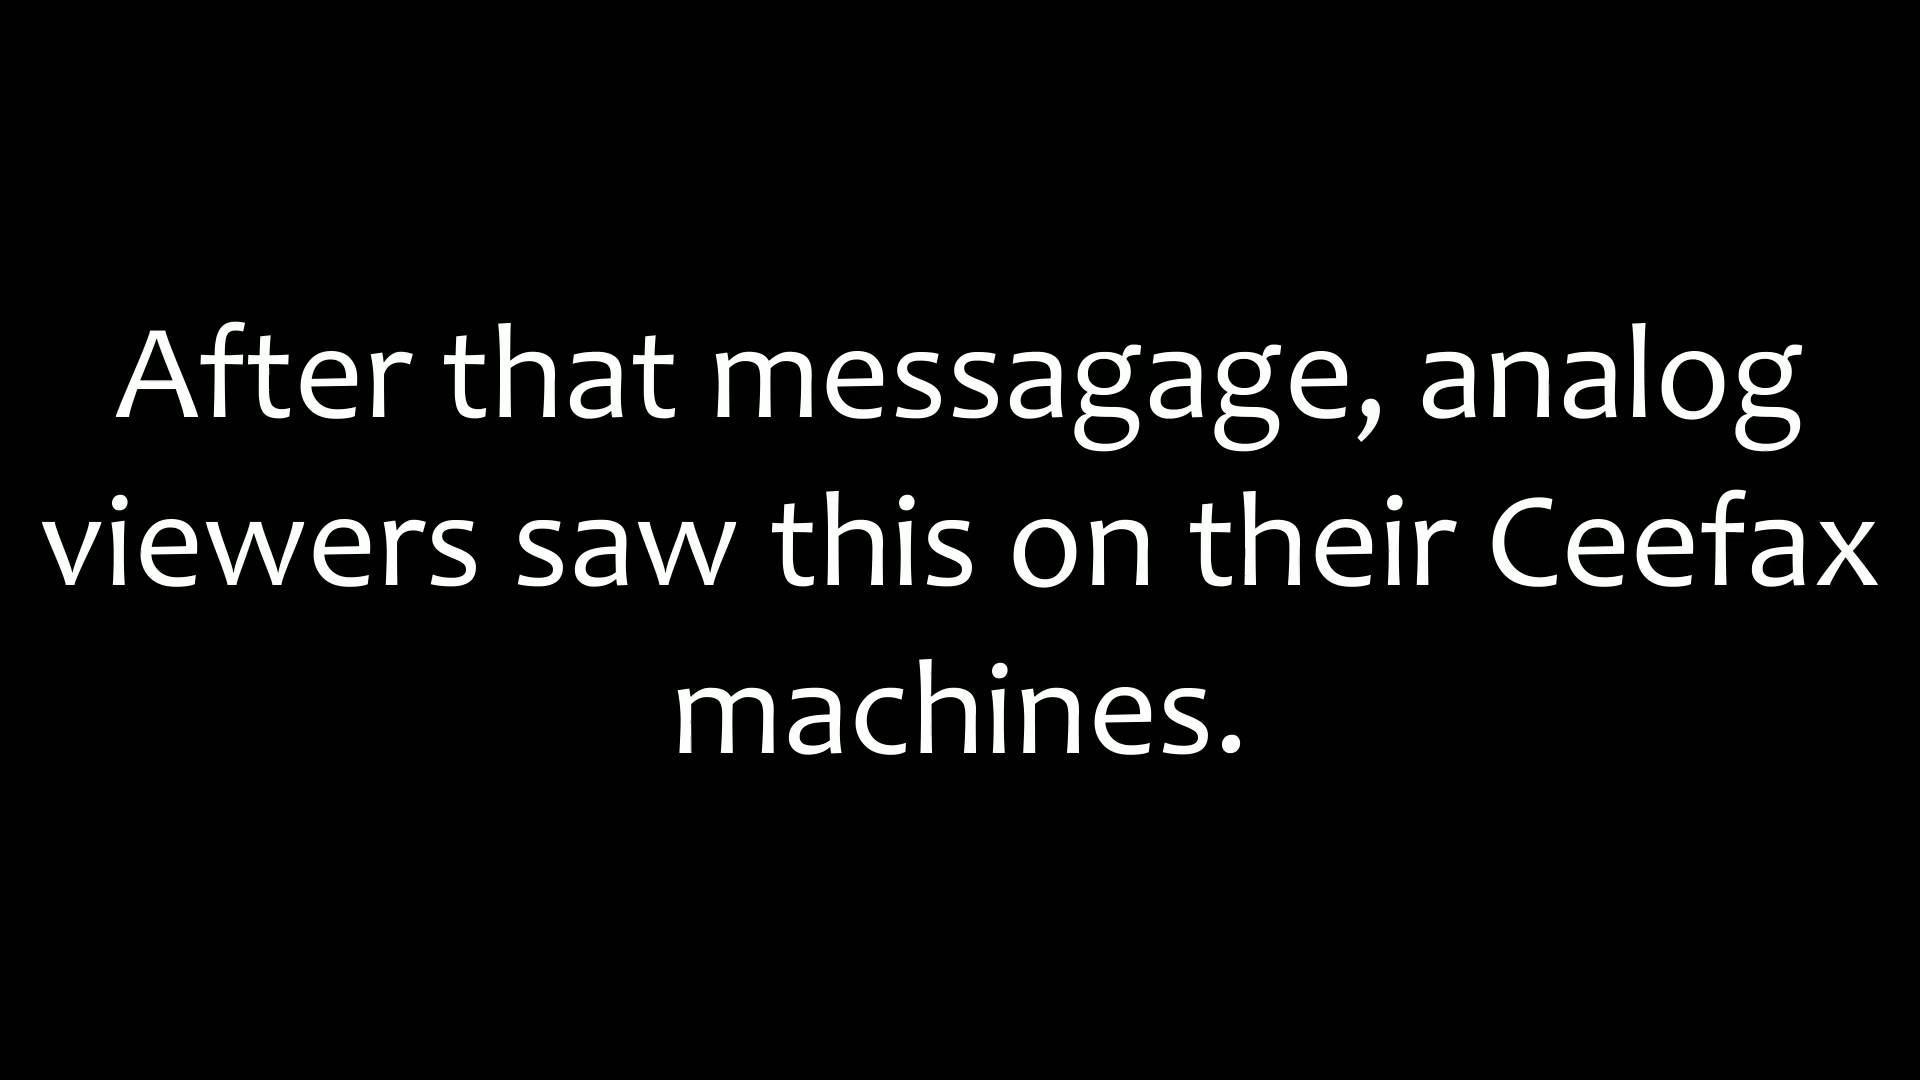 After that messagage, analog
viewers saw this on their Ceefax
machines.